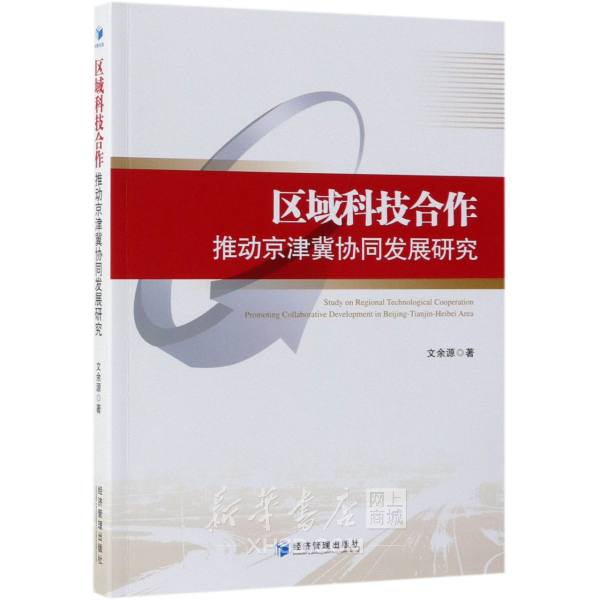 区域科技合作
推动京津冀协同发展研究
Study on Regional Technological Cooperation
Promoting Collaborative Development in Beijing-Tianjin-Heibei Area
文余源◎著
经济管理出版社
区域科技合作推动京津冀协同发展研究
文余源◎著
经济管理出版社
新华书店
网上
商城